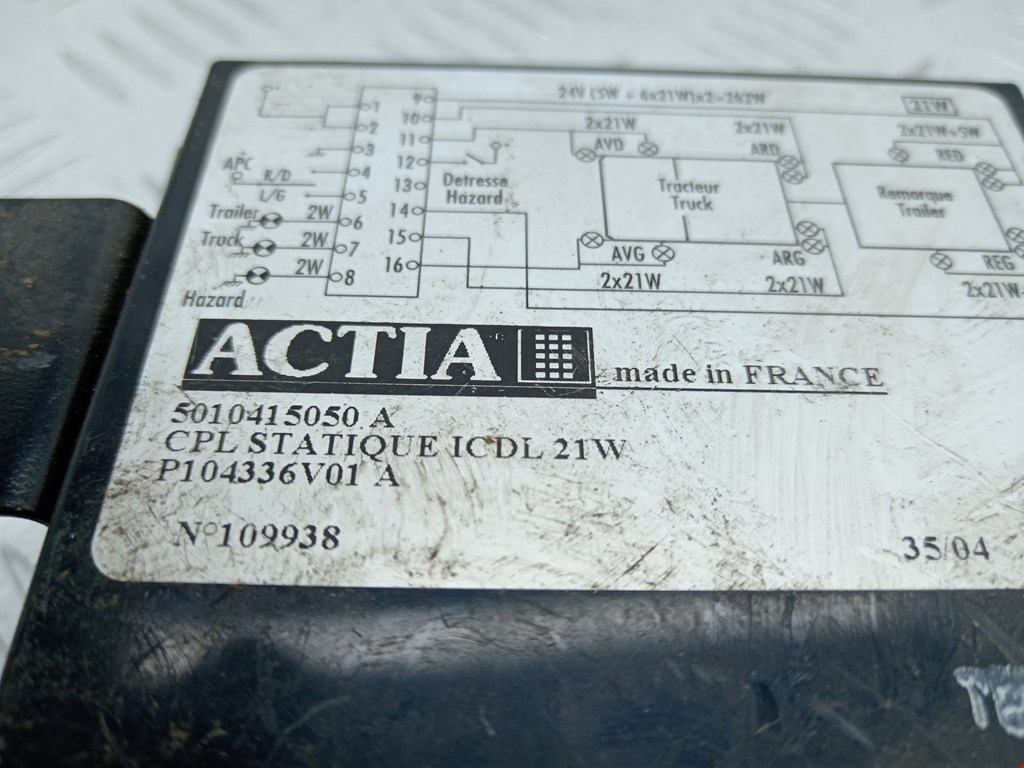 24V (5W + 6x21W)x2=262W
21W
1 9
2 10
3 11
4 12
5 13
6 14
7 15
8 16
APC
R/D
L/G
Trailer 2W
Truck 2W
2W
Hazard
Detresse
Hazard
2x21W 2x21W
AVD ARD
Tracteur
Truck
AVG ARG
2x21W 2x21W
2x21W+5W
RED
Remorque
Trailer
REG
2x21W
ACTIA made in FRANCE
5010415050 A
CPL STATIQUE ICDL 21W
P104336V01 A
N°109938 35/04